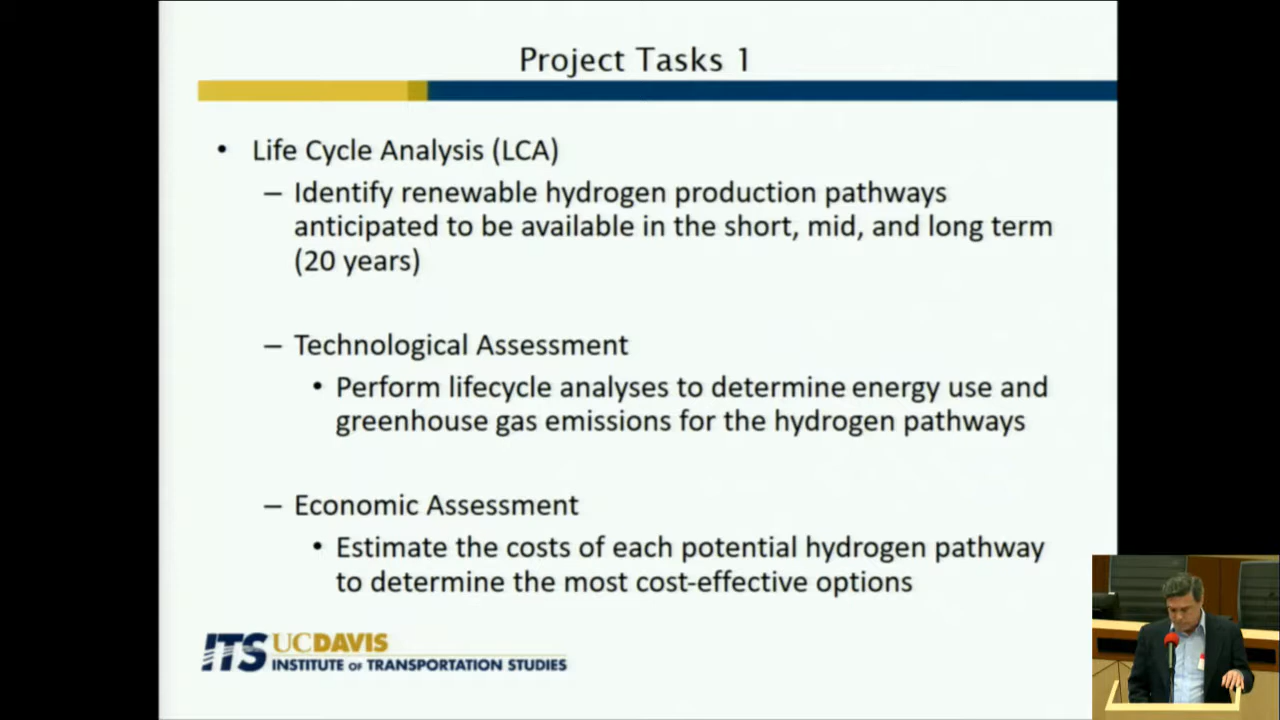 Project Tasks 1
• Life Cycle Analysis (LCA)
– Identify renewable hydrogen production pathways
anticipated to be available in the short, mid, and long term
(20 years)
– Technological Assessment
• Perform lifecycle analyses to determine energy use and
greenhouse gas emissions for the hydrogen pathways
– Economic Assessment
• Estimate the costs of each potential hydrogen pathway
to determine the most cost-effective options
ITS UCDAVIS
INSTITUTE OF TRANSPORTATION STUDIES